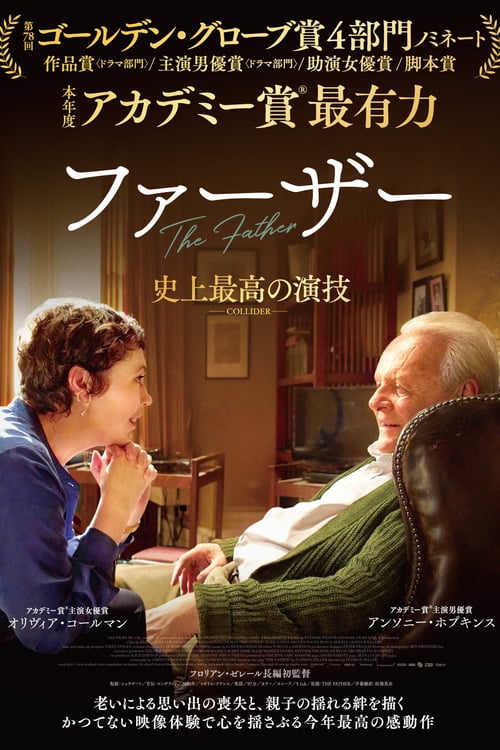 第78回
ゴールデン・グローブ賞4部門ノミネート
作品賞〈ドラマ部門〉/主演男優賞〈ドラマ部門〉/助演女優賞/脚本賞
本年度
アカデミー賞®最有力
ファーザー
The Father
史上最高の演技
COLLIDER
アカデミー賞®主演女優賞
オリヴィア・コールマン
アカデミー賞®主演男優賞
アンソニー・ホプキンス
フロリアン・ゼレール 長編初監督
老いによる思い出の喪失と、親子の揺れる絆を描く
かつてない映像体験で心を揺さぶる今年最高の感動作